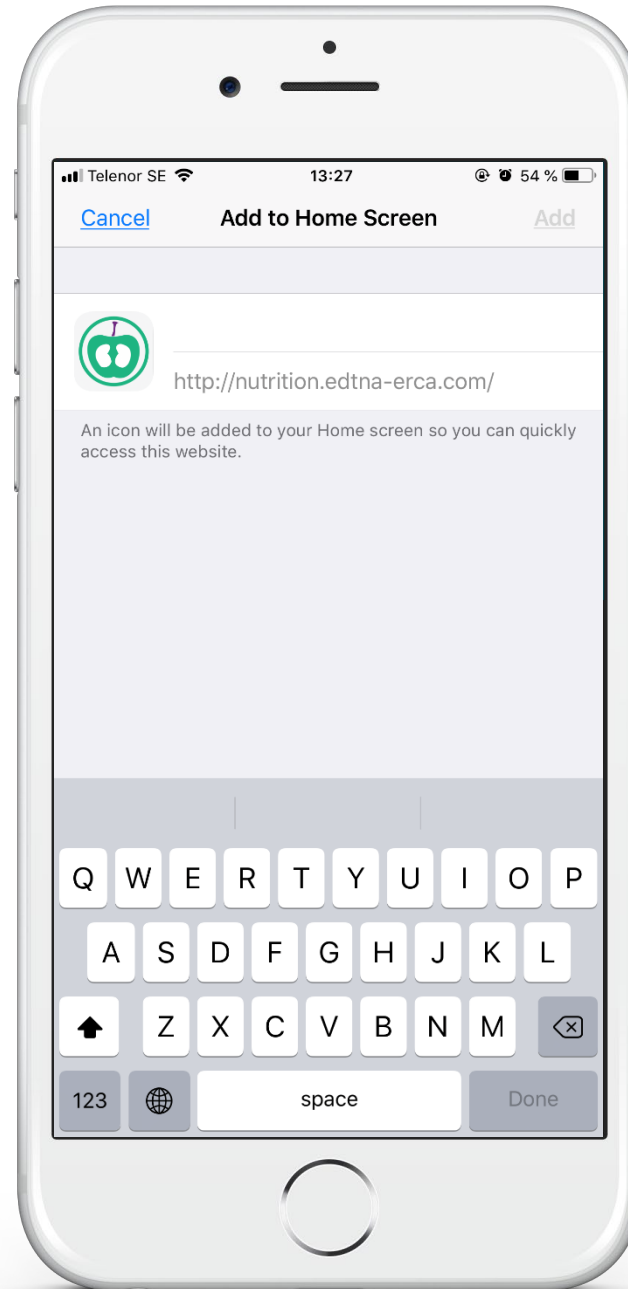 Telenor SE 13:27 54 %
Cancel Add to Home Screen Add
http://nutrition.edtna-erca.com/
An icon will be added to your Home screen so you can quickly
access this website.
Q W E R T Y U I O P
A S D F G H J K L
Z X C V B N M
123 space Done